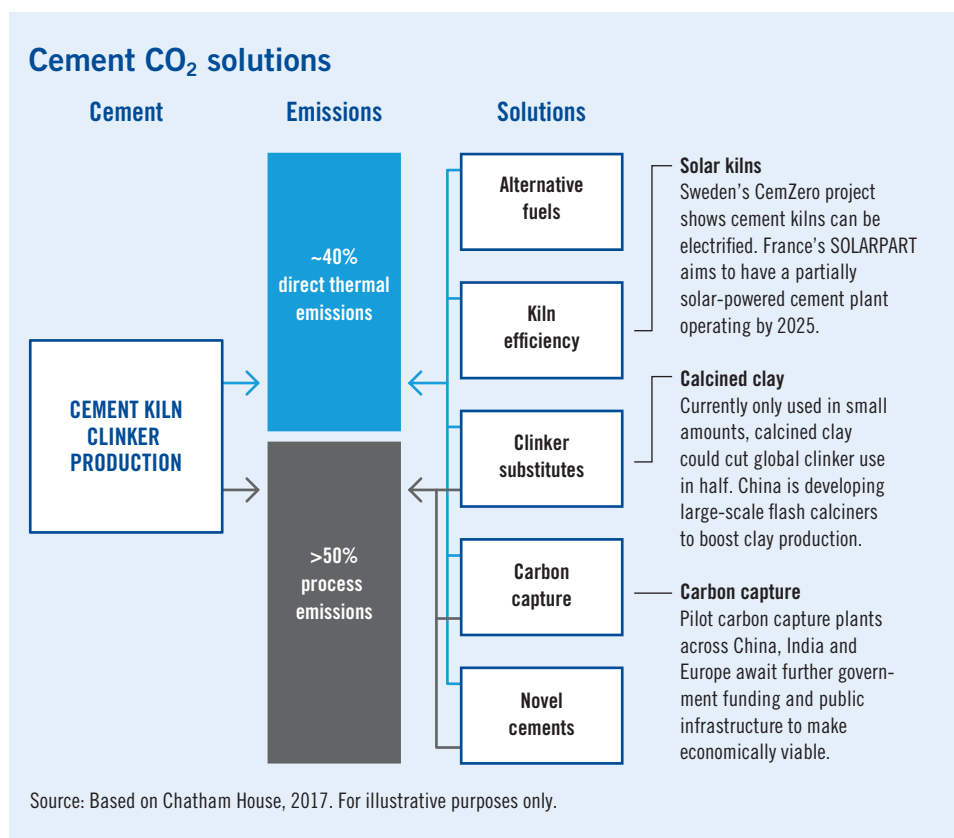 Cement CO₂ solutions
Cement
Emissions
Solutions
CEMENT KILN
CLINKER
PRODUCTION
~40%
direct thermal
emissions
>50%
process
emissions
Alternative
fuels
Kiln
efficiency
Clinker
substitutes
Carbon
capture
Novel
cements
Solar kilns
Sweden’s CemZero project
shows cement kilns can be
electrified. France’s SOLARPART
aims to have a partially
solar-powered cement plant
operating by 2025.
Calcined clay
Currently only used in small
amounts, calcined clay
could cut global clinker use
in half. China is developing
large-scale flash calciners
to boost clay production.
Carbon capture
Pilot carbon capture plants
across China, India and
Europe await further govern-
ment funding and public
infrastructure to make
economically viable.
Source: Based on Chatham House, 2017. For illustrative purposes only.